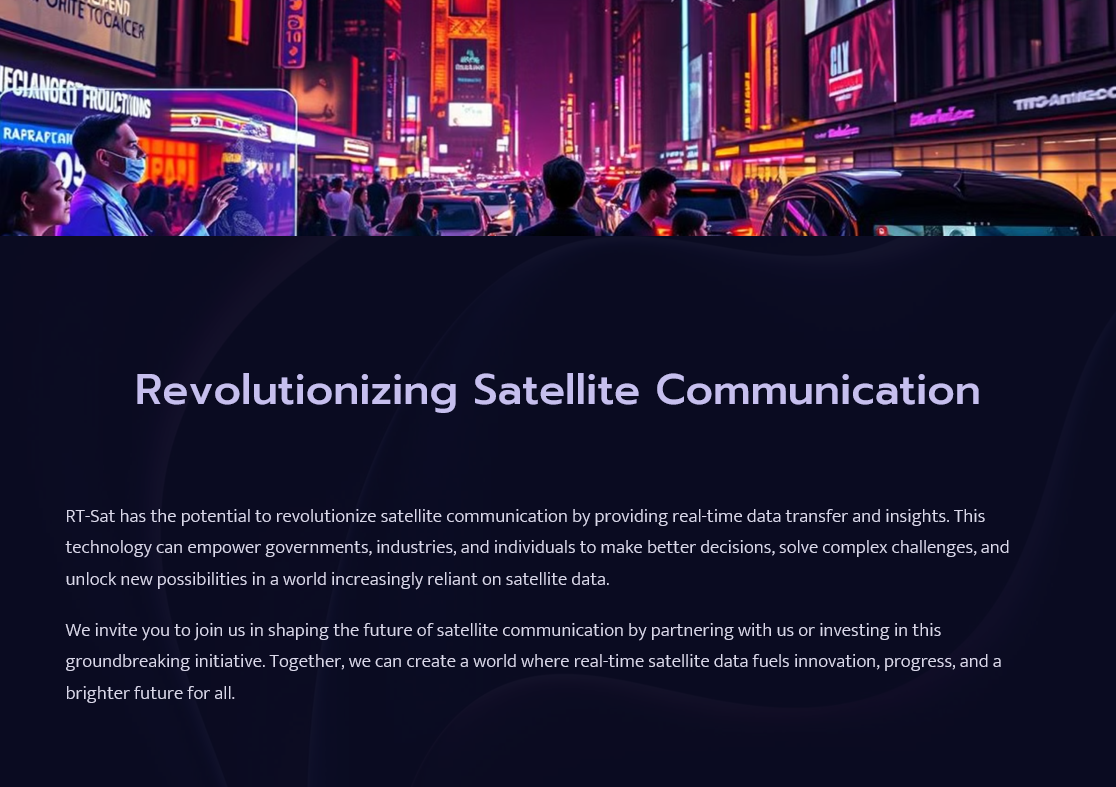 05
Revolutionizing Satellite Communication
RT-Sat has the potential to revolutionize satellite communication by providing real-time data transfer and insights. This
technology can empower governments, industries, and individuals to make better decisions, solve complex challenges, and
unlock new possibilities in a world increasingly reliant on satellite data.
We invite you to join us in shaping the future of satellite communication by partnering with us or investing in this
groundbreaking initiative. Together, we can create a world where real-time satellite data fuels innovation, progress, and a
brighter future for all.